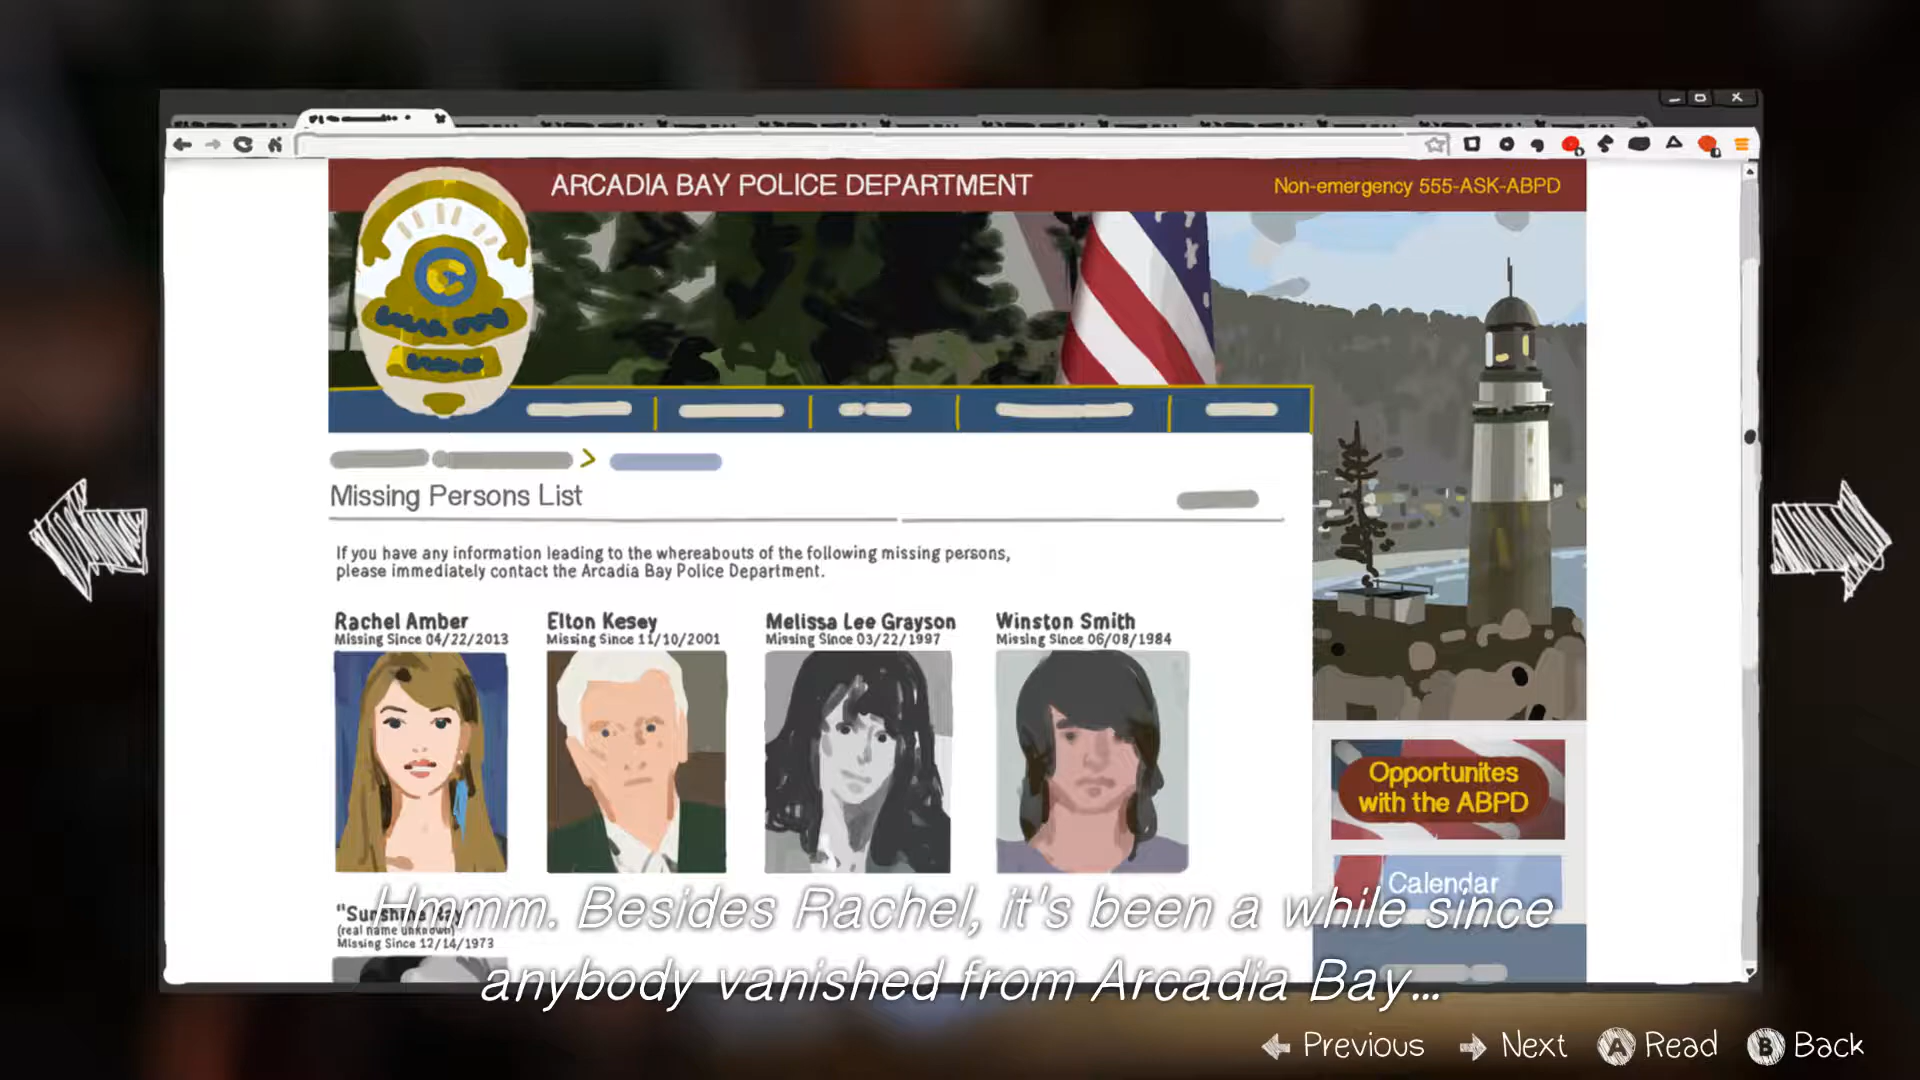 ARCADIA BAY POLICE DEPARTMENT
Non-emergency 555-ASK-ABPD
Missing Persons List
If you have any information leading to the whereabouts of the following missing persons,
please immediately contact the Arcadia Bay Police Department.
Rachel Amber
Missing Since 04/22/2013
Elton Kesey
Missing Since 11/10/2001
Melissa Lee Grayson
Missing Since 03/22/1997
Winston Smith
Missing Since 06/08/1984
Opportunites
with the ABPD
Calendar
"Sunshine Ray"
(real name unknown)
Missing Since 12/14/1973
Hmmm. Besides Rachel, it's been a while since
anybody vanished from Arcadia Bay...
Previous
Next
A Read
B Back